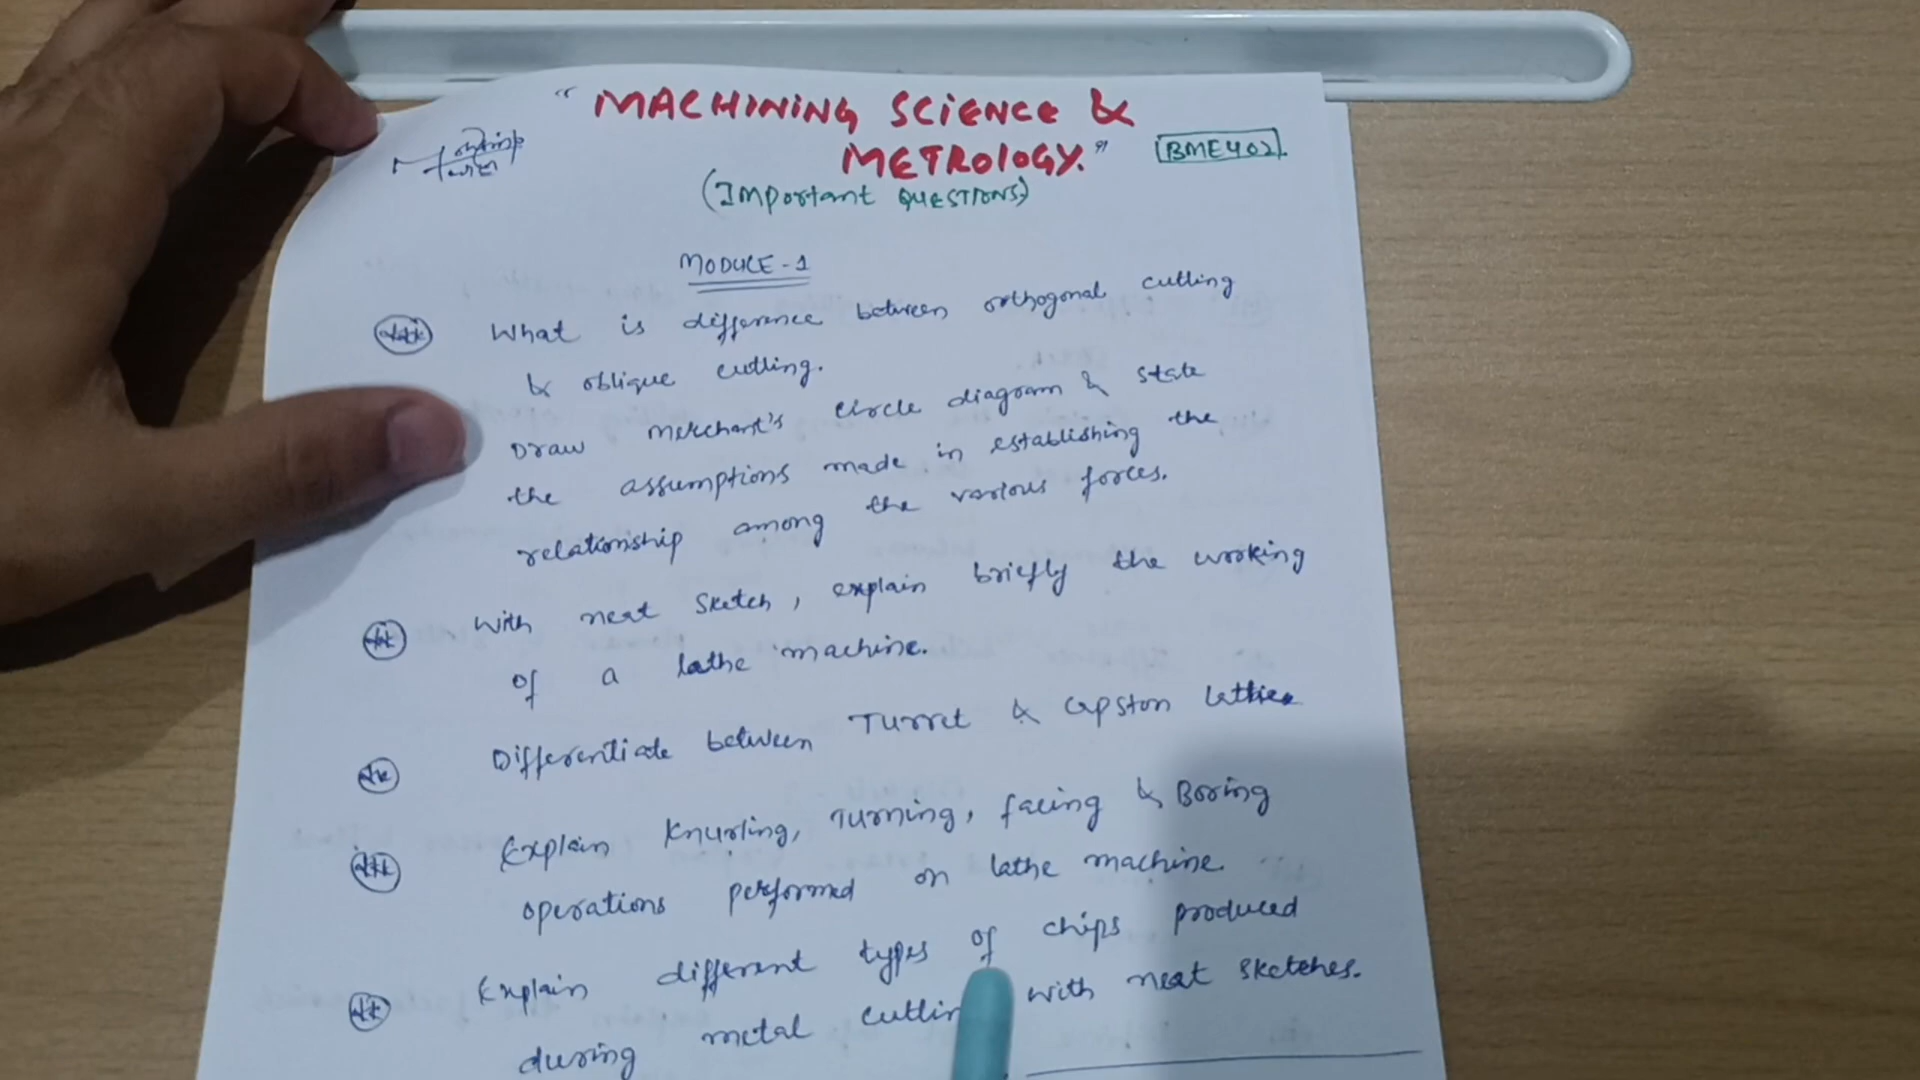 "MACHINING SCIENCE &
METROLOGY."
BME402
(Important QUESTIONS)
MODULE-1
What is difference between orthogonal cutting
& oblique cutting.
Draw merchant's circle diagram & state
the assumptions made in establishing the
relationship among the various forces.
With neat sketch, explain briefly the working
of a lathe machine.
Differentiate between Turret & Capston
Explain Knurling, Turning, facing & Boring
operations performed on lathe machine.
Explain different types of chips produced
during metal with neat sketches.